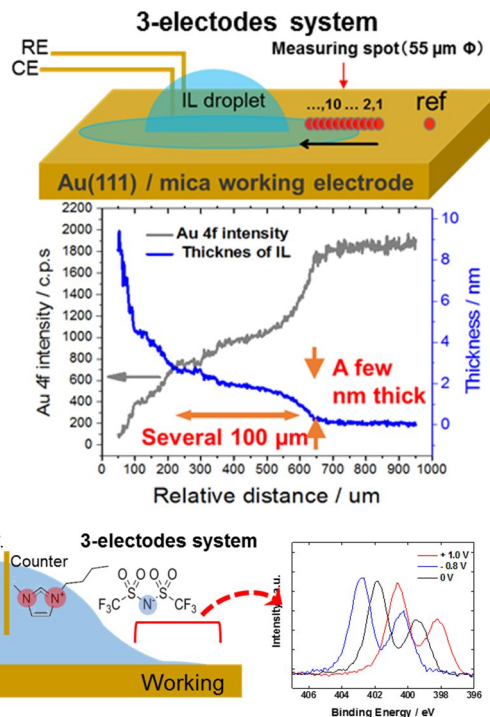 3-electodes system
RE
CE
Measuring spot(55 µm Φ)
IL droplet
...,10 ... 2,1
ref
Au(111) / mica working electrode
Au 4f intensity
Thicknes of IL
Au 4f intensity / c.p.s
2200
2000
1800
1600
1400
1200
1000
800
600
400
200
0
Thickness / nm
10
8
6
4
2
0
A few
nm thick
Several 100 µm
0 100 200 300 400 500 600 700 800 900 1000
Relative distance / um
3-electodes system
Counter
N N+
O O O O
S S
F₃C N⁻ CF₃
Working
+ 1.0 V
- 0.8 V
0 V
Intensity / a.u.
406 404 402 400 398 396
Binding Energy / eV